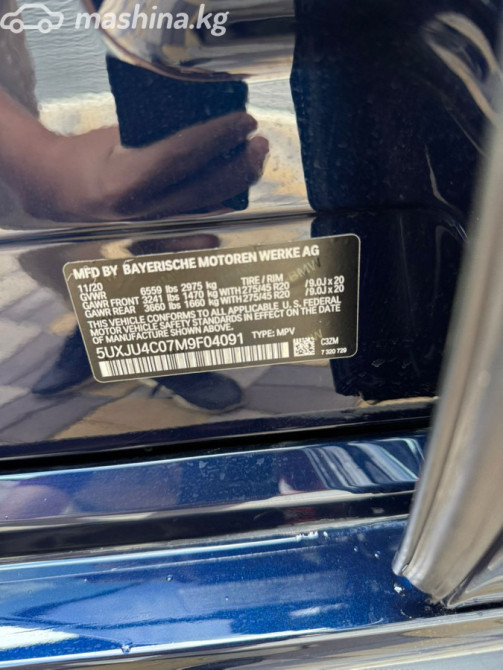 mashina.kg
MFD BY BAYERISCHE MOTOREN WERKE AG
11/20
GVWR 6559 lbs 2975 kg TIRE / RIM
GAWR FRONT 3241 lbs 1470 kg WITH 275/45 R20 / 9.0J x 20
GAWR REAR 3660 lbs 1660 kg WITH 275/45 R20 / 9.0J x 20
THIS VEHICLE CONFORMS TO ALL APPLICABLE U.S. FEDERAL
MOTOR VEHICLE SAFETY STANDARDS IN EFFECT ON THE DATE
OF MANUFACTURE SHOWN ABOVE.
5UXJU4C07M9F04091 TYPE: MPV
C3ZM
7 320 729